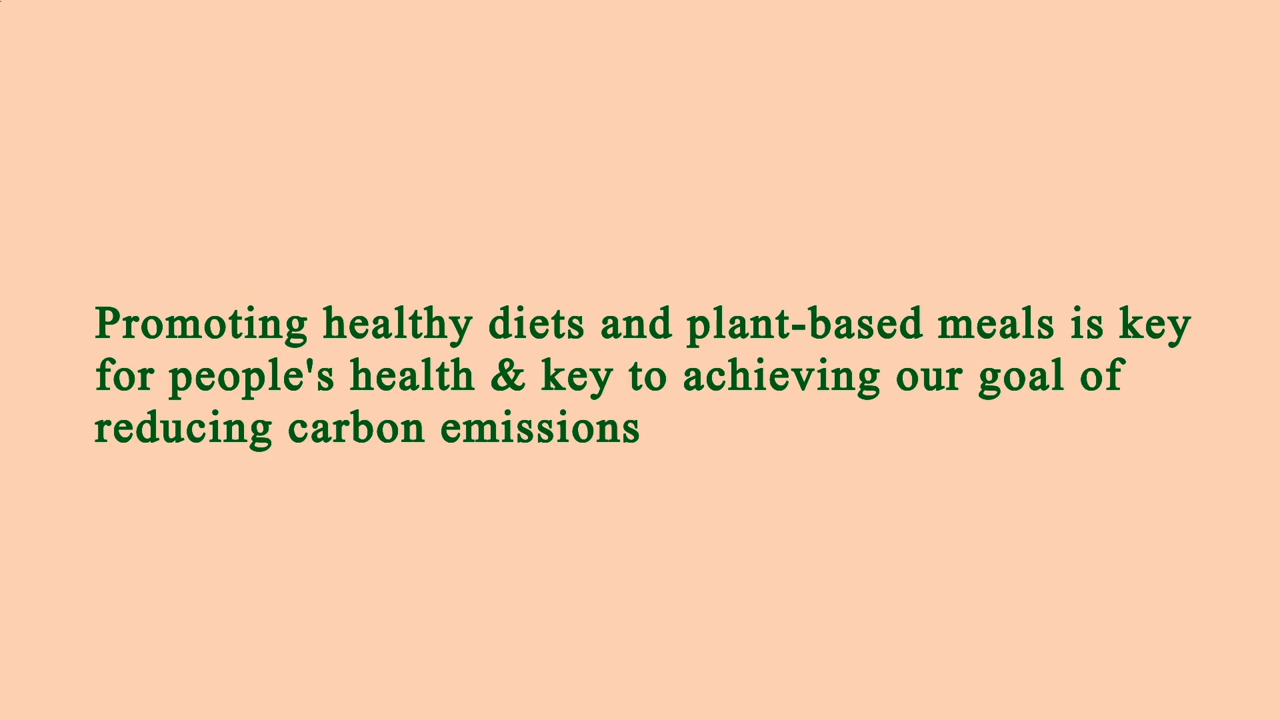 Promoting healthy diets and plant-based meals is key
for people's health & key to achieving our goal of
reducing carbon emissions